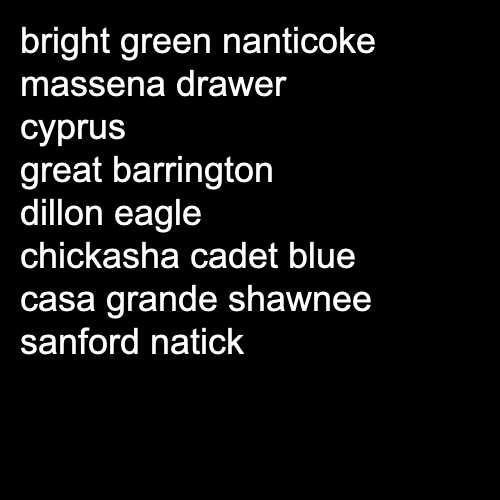 bright green nanticoke
massena drawer
cyprus
great barrington
dillon eagle
chickasha cadet blue
casa grande shawnee
sanford natick